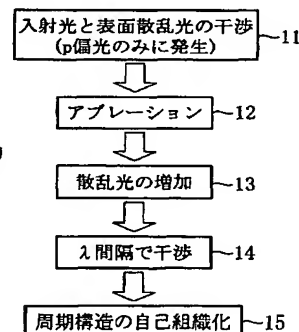 入射光と表面散乱光の干渉
(p偏光のみに発生)
11
アブレーション
12
散乱光の増加
13
λ間隔で干渉
14
周期構造の自己組織化
15